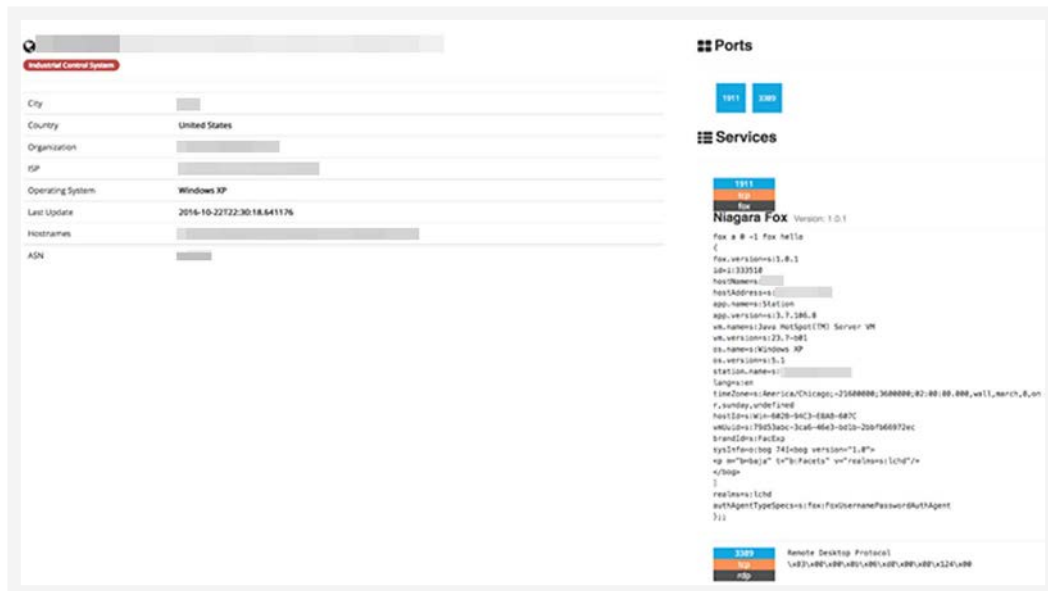 Industrial Control System
City
Country United States
Organization
ISP
Operating System Windows XP
Last Update 2016-10-22T22:30:18.641176
Hostnames
ASN
Ports
1911 3389
Services
1911
tcp
fox
Niagara Fox Version: 1.0.1
fox a 0 -1 fox hello
{
fox.version=s:1.0.1
id=i:333510
hostName=s:
hostAddress=s:
app.name=s:Station
app.version=s:3.7.106.8
vm.name=s:Java HotSpot(TM) Server VM
vm.version=s:23.7-b01
os.name=s:Windows XP
os.version=s:5.1
station.name=s:
lang=s:en
timeZone=s:America/Chicago;-21600000;3600000;02:00:00.000,wall,march,8,on
r,sunday,undefined
brandId=s:FacExp
sysInfo=o:bog 741<bog version="1.0">
</bog>
realms=s:lchd
authAgentTypeSpecs=s:fox:FoxUsernamePasswordAuthAgent
};;
3389
tcp
rdp
Remote Desktop Protocol